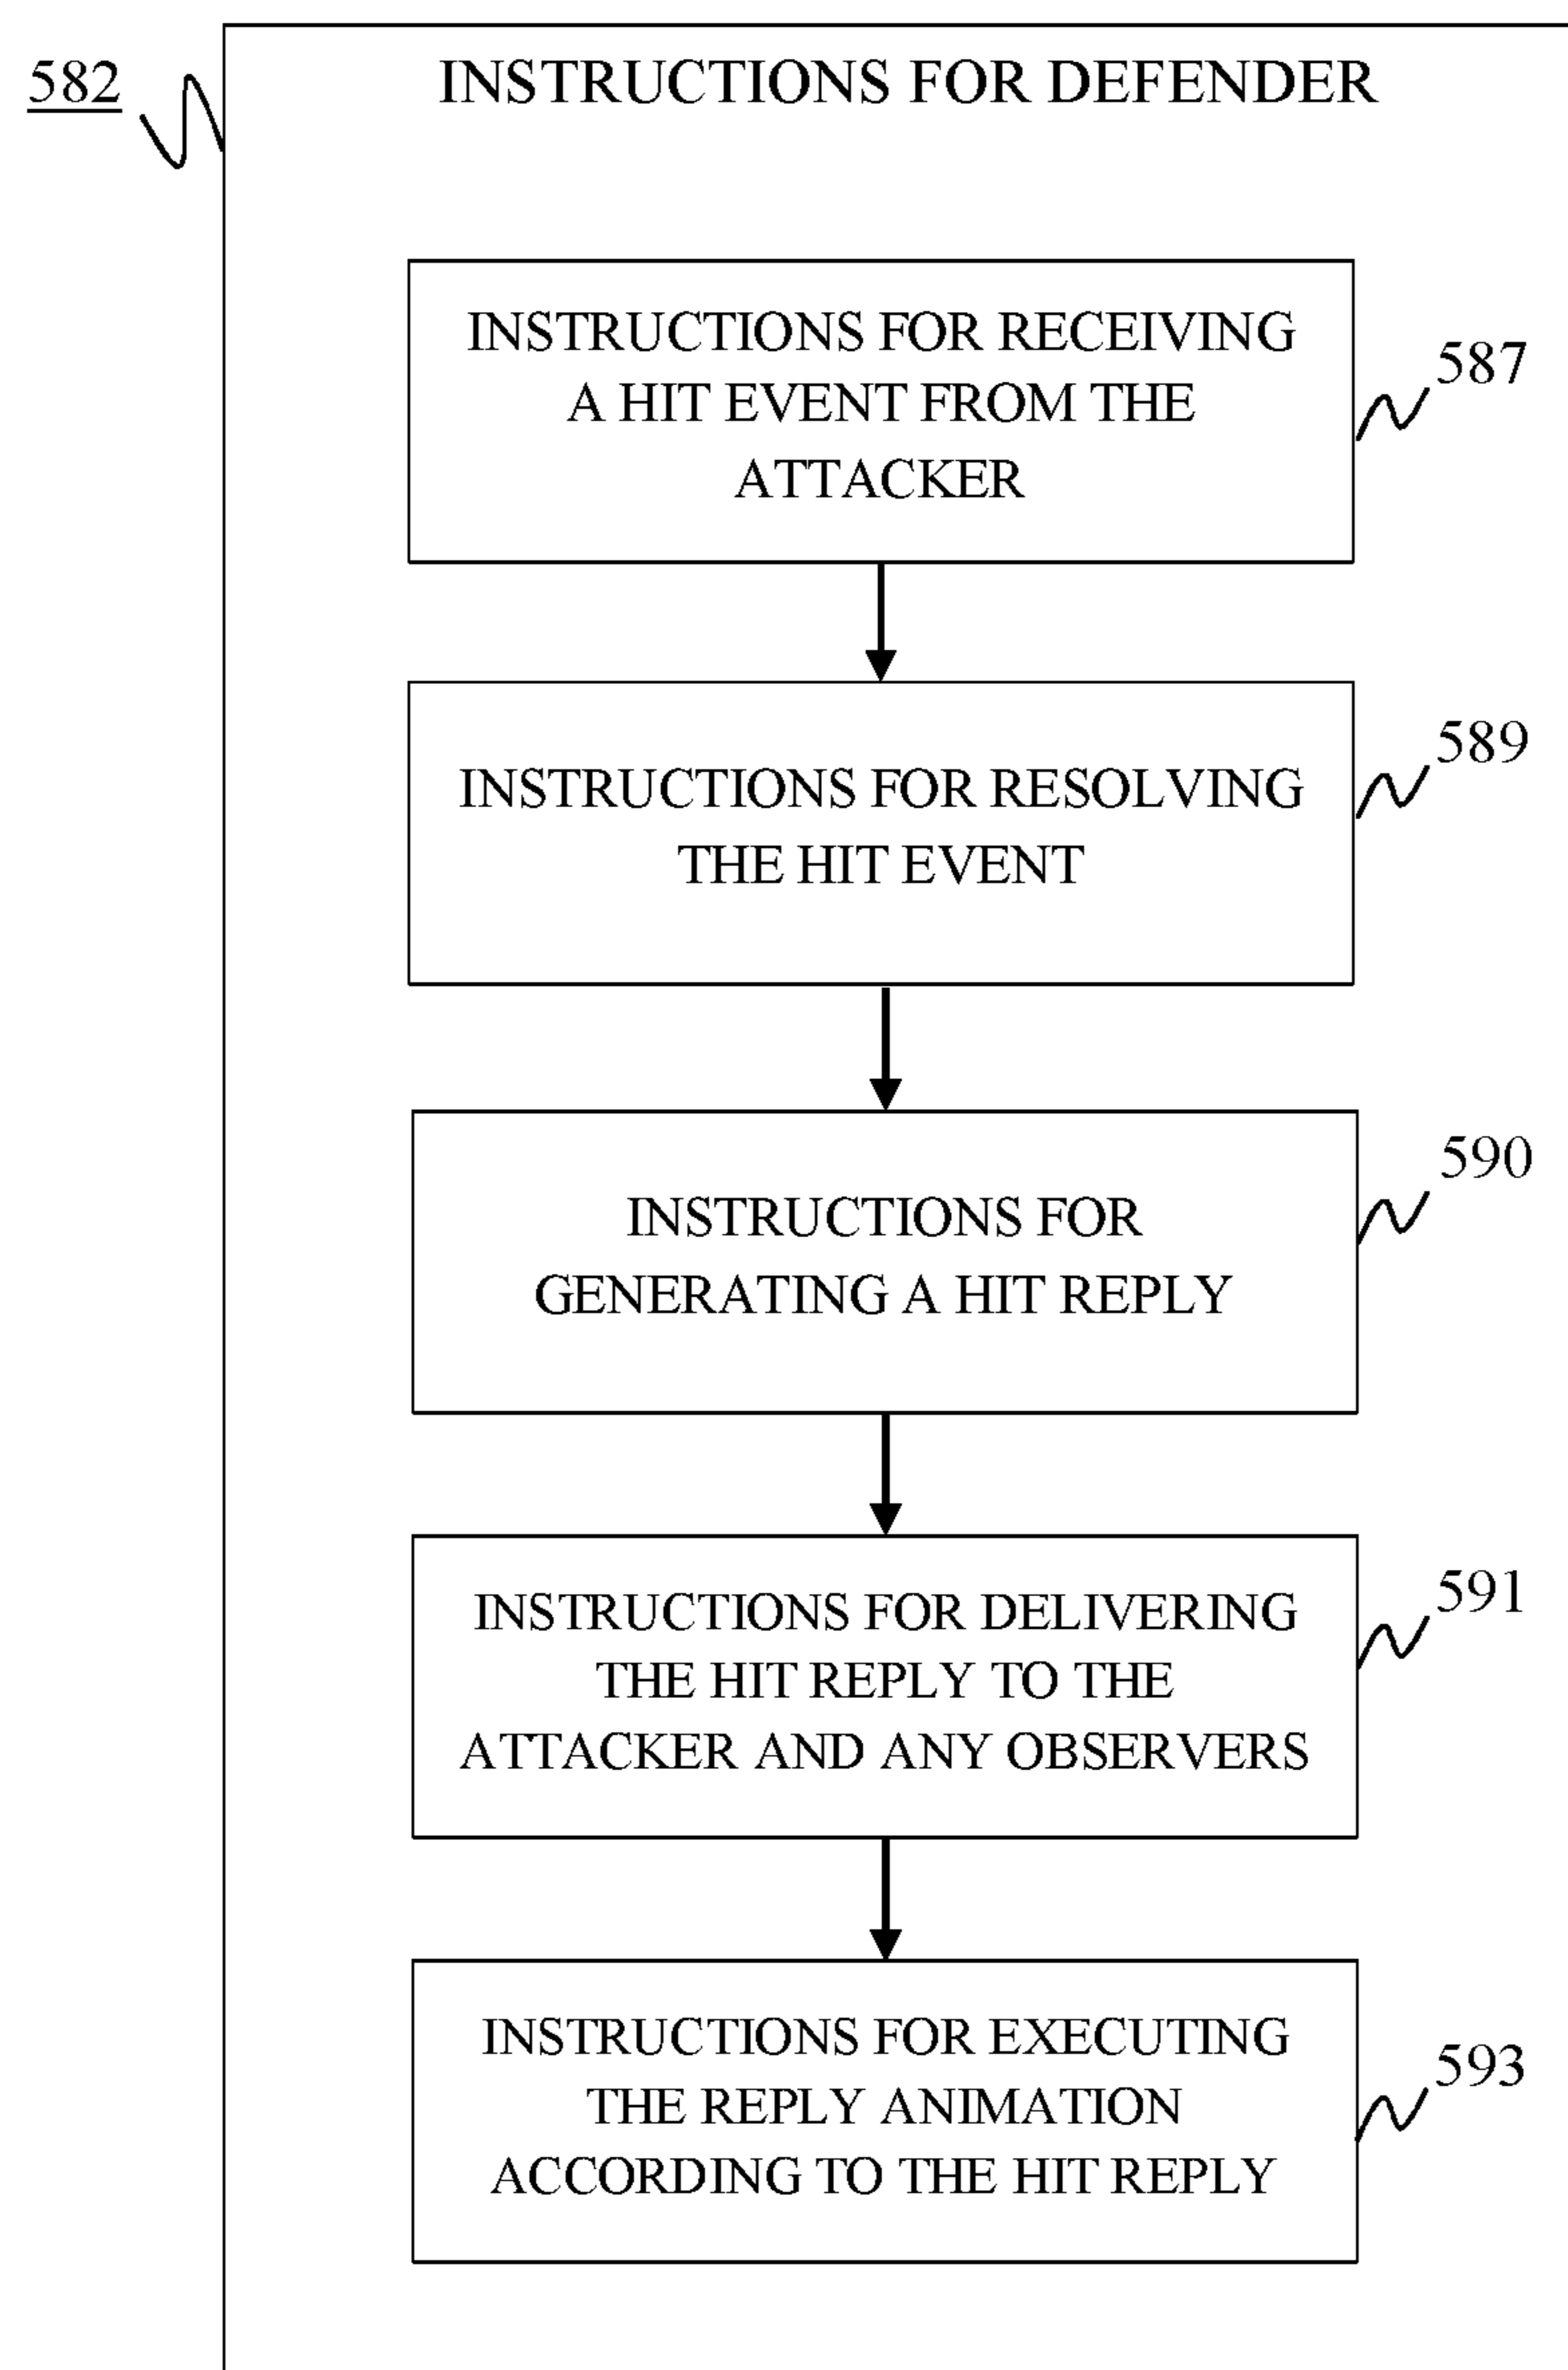 582
INSTRUCTIONS FOR DEFENDER
INSTRUCTIONS FOR RECEIVING
A HIT EVENT FROM THE
ATTACKER
587
INSTRUCTIONS FOR RESOLVING
THE HIT EVENT
589
INSTRUCTIONS FOR
GENERATING A HIT REPLY
590
INSTRUCTIONS FOR DELIVERING
THE HIT REPLY TO THE
ATTACKER AND ANY OBSERVERS
591
INSTRUCTIONS FOR EXECUTING
THE REPLY ANIMATION
ACCORDING TO THE HIT REPLY
593